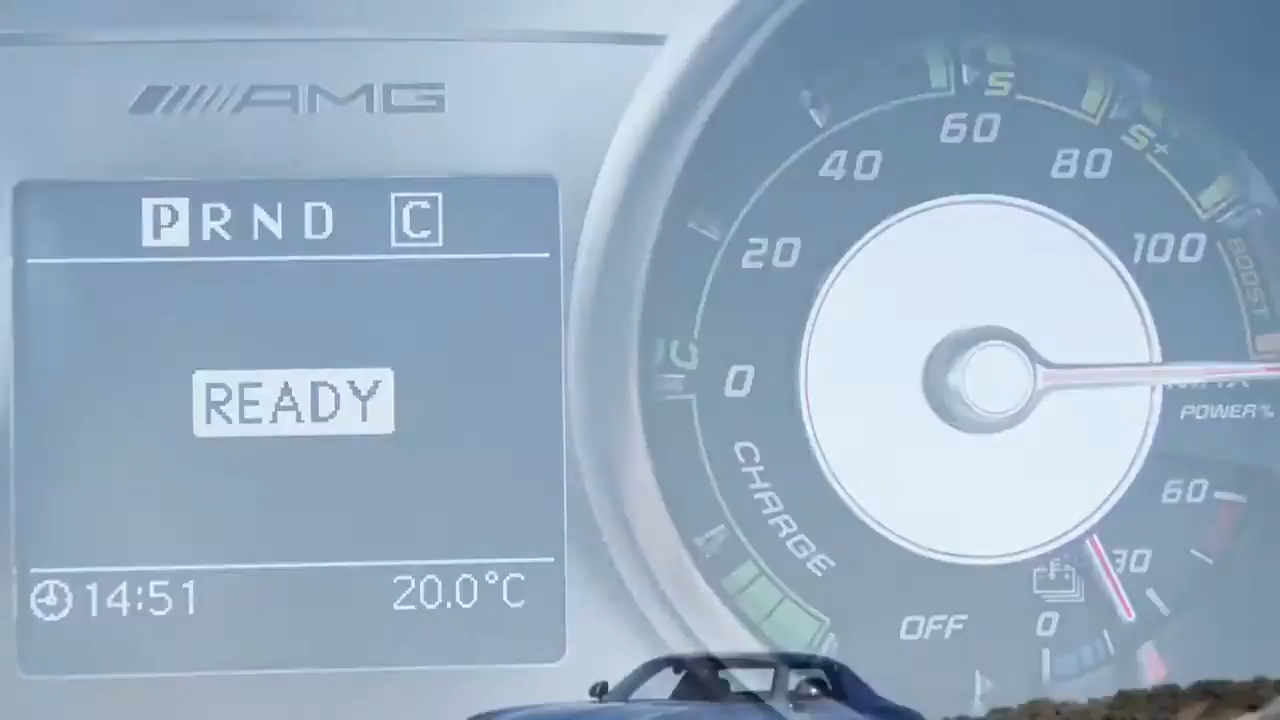 AMG
P R N D C
READY
14:51 20.0°C
S
S+
60
40
80
20
100
BOOST
C
0
MAX
POWER%
CHARGE
60
30
0
OFF